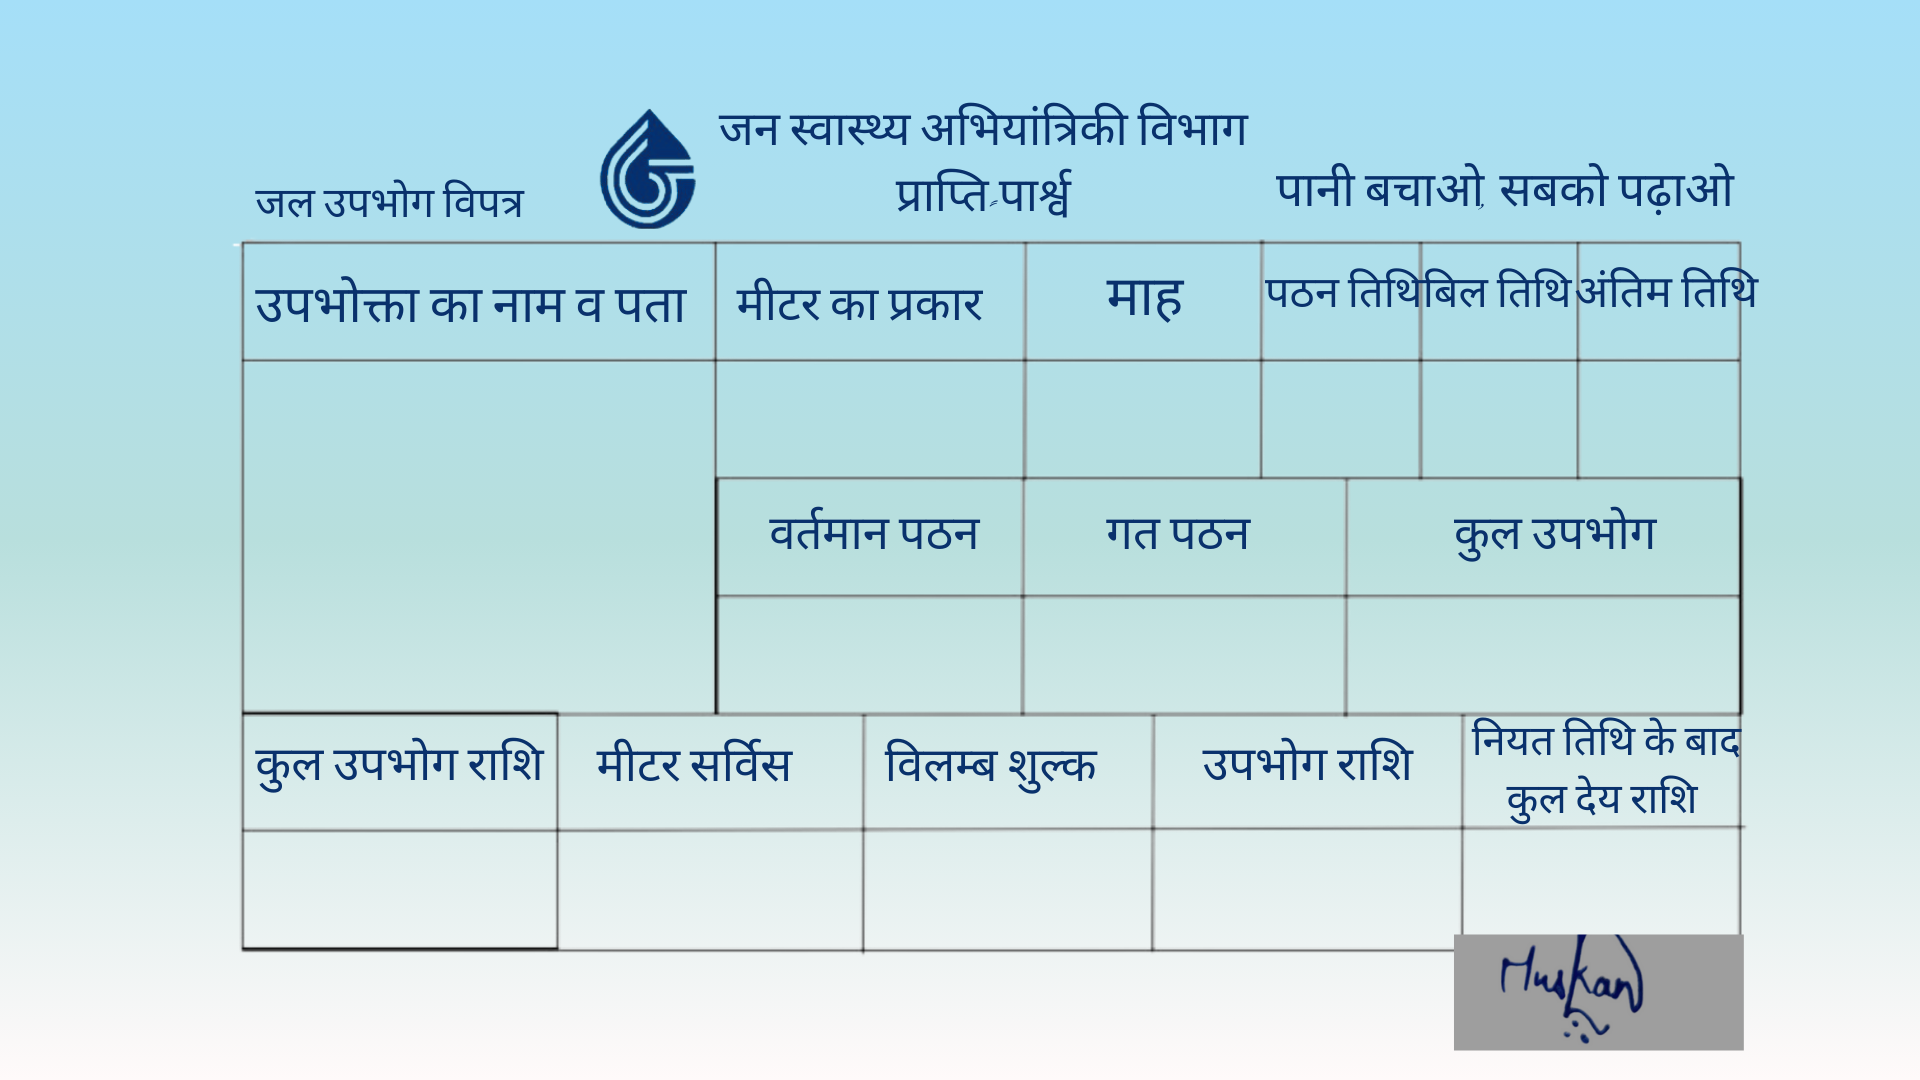 जन स्वास्थ्य अभियांत्रिकी विभाग
जल उपभोग विपत्र
प्राप्ति-पार्श्व
पानी बचाओ, सबको पढ़ाओ
उपभोक्ता का नाम व पता
मीटर का प्रकार
माह
पठन तिथि
बिल तिथि
अंतिम तिथि
वर्तमान पठन
गत पठन
कुल उपभोग
कुल उपभोग राशि
मीटर सर्विस
विलम्ब शुल्क
उपभोग राशि
नियत तिथि के बाद
कुल देय राशि
Muskan